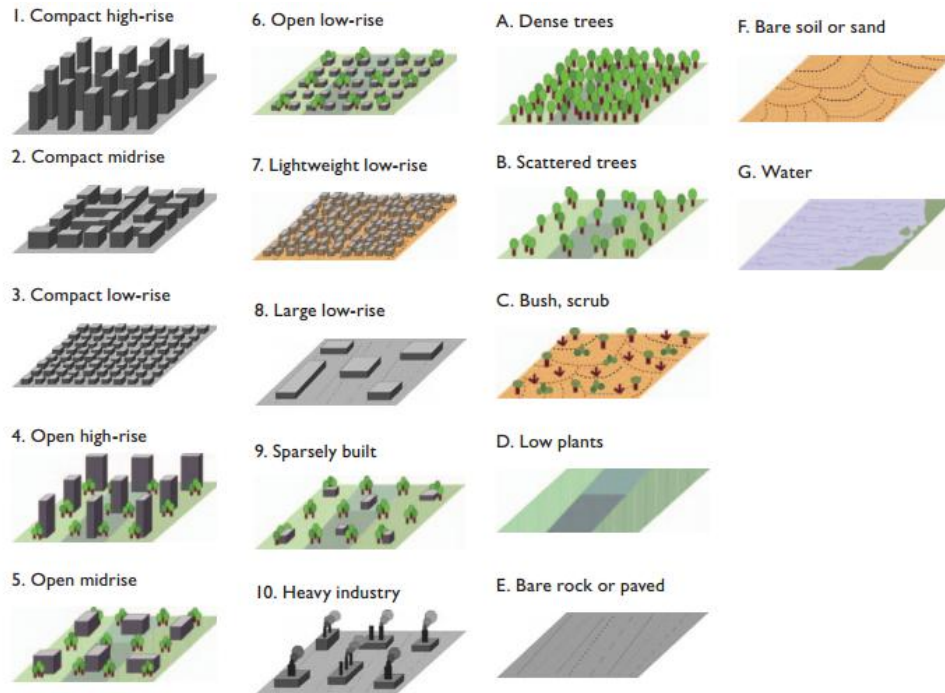 1. Compact high-rise
2. Compact midrise
3. Compact low-rise
4. Open high-rise
5. Open midrise
6. Open low-rise
7. Lightweight low-rise
8. Large low-rise
9. Sparsely built
10. Heavy industry
A. Dense trees
B. Scattered trees
C. Bush, scrub
D. Low plants
E. Bare rock or paved
F. Bare soil or sand
G. Water